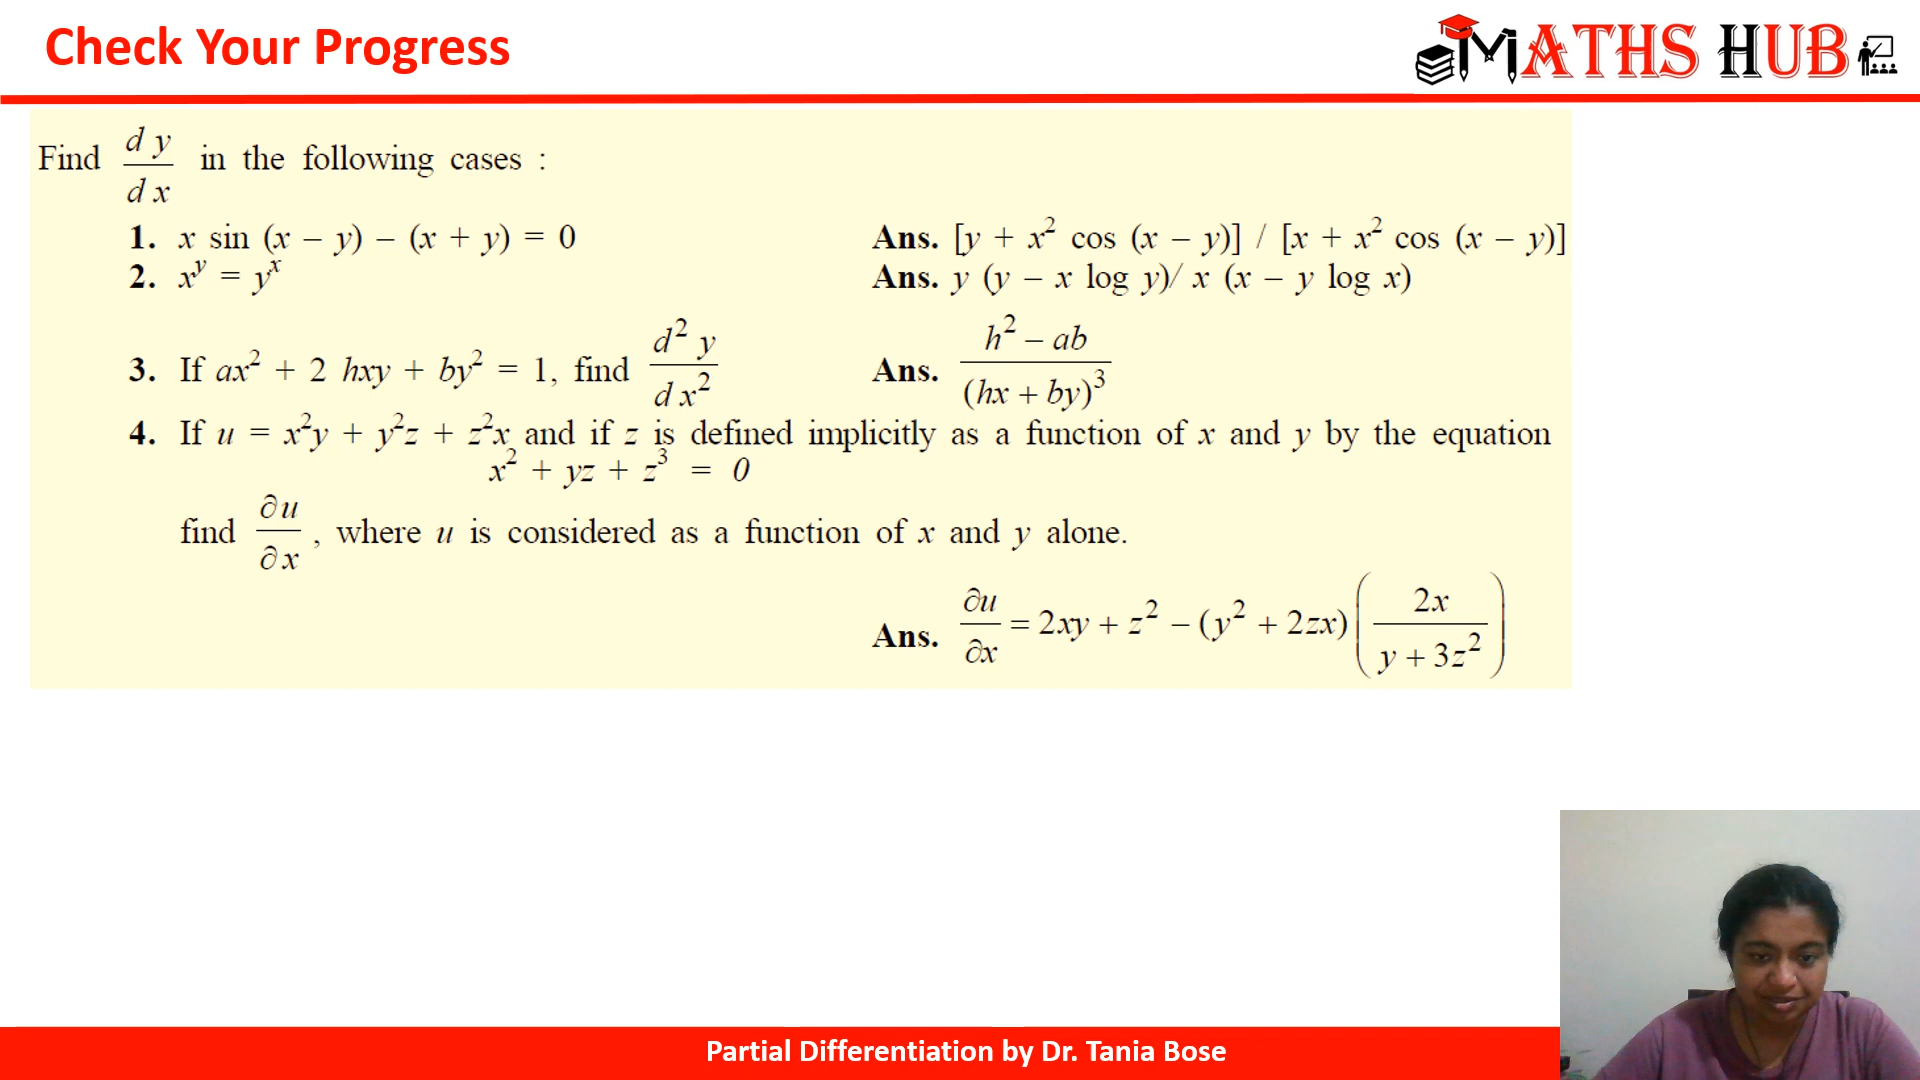 Check Your Progress
MATHS HUB
Find dy/dx in the following cases :
1. x sin (x – y) – (x + y) = 0 Ans. [y + x² cos (x – y)] / [x + x² cos (x – y)]
2. x^y = y^x Ans. y (y – x log y)/ x (x – y log x)
3. If ax² + 2 hxy + by² = 1, find d²y/dx² Ans. (h² – ab)/(hx + by)³
4. If u = x²y + y²z + z²x and if z is defined implicitly as a function of x and y by the equation
x² + yz + z³ = 0
find ∂u/∂x, where u is considered as a function of x and y alone.
Ans. ∂u/∂x = 2xy + z² – (y² + 2zx) (2x/(y + 3z²))
Partial Differentiation by Dr. Tania Bose